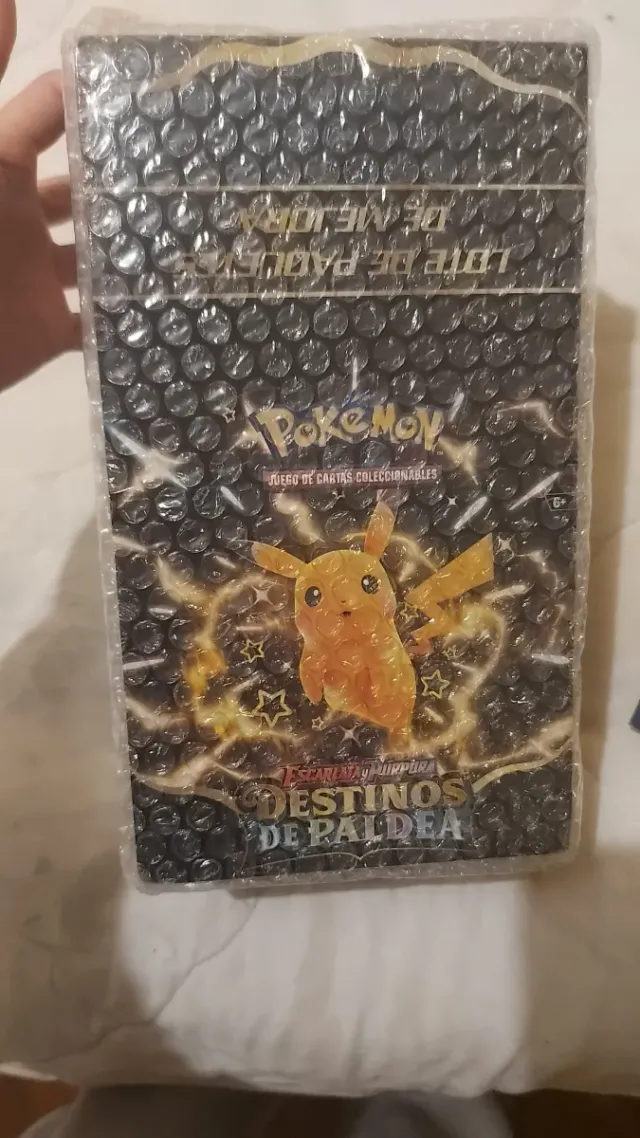 LOTE DE PAQUETES
DE MEJORA
POKÉMON
JUEGO DE CARTAS COLECCIONABLES
6+
ESCARLATA Y PÚRPURA
DESTINOS
DE PALDEA